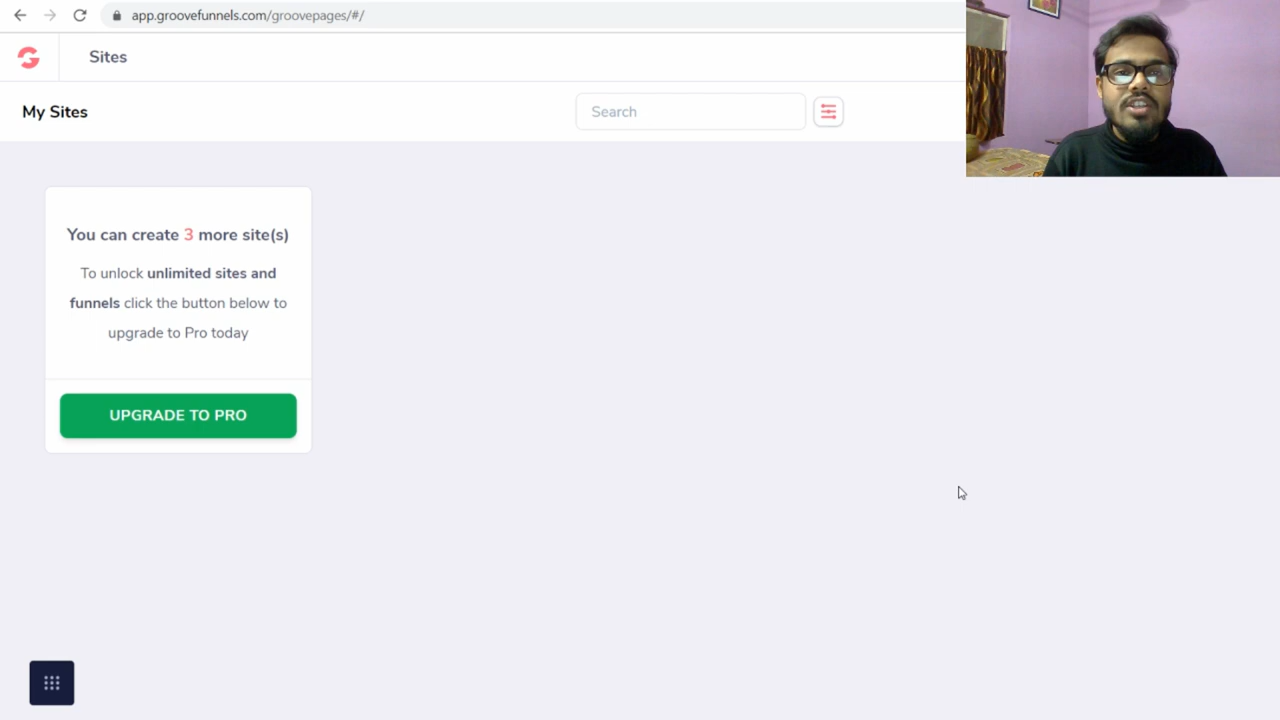 app.groovefunnels.com/groovepages/#/
Sites
My Sites
Search
You can create 3 more site(s)
To unlock unlimited sites and
funnels click the button below to
upgrade to Pro today
UPGRADE TO PRO